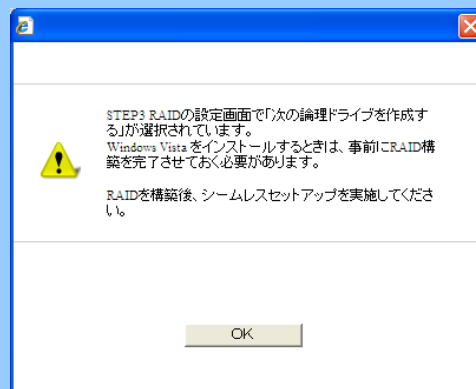 STEP3 RAIDの設定画面で「次の論理ドライブを作成す
る」が選択されています。
Windows Vista をインストールするときは、事前にRAID構
築を完了させておく必要があります。
RAIDを構築後、シームレスセットアップを実施してくださ
い。
OK